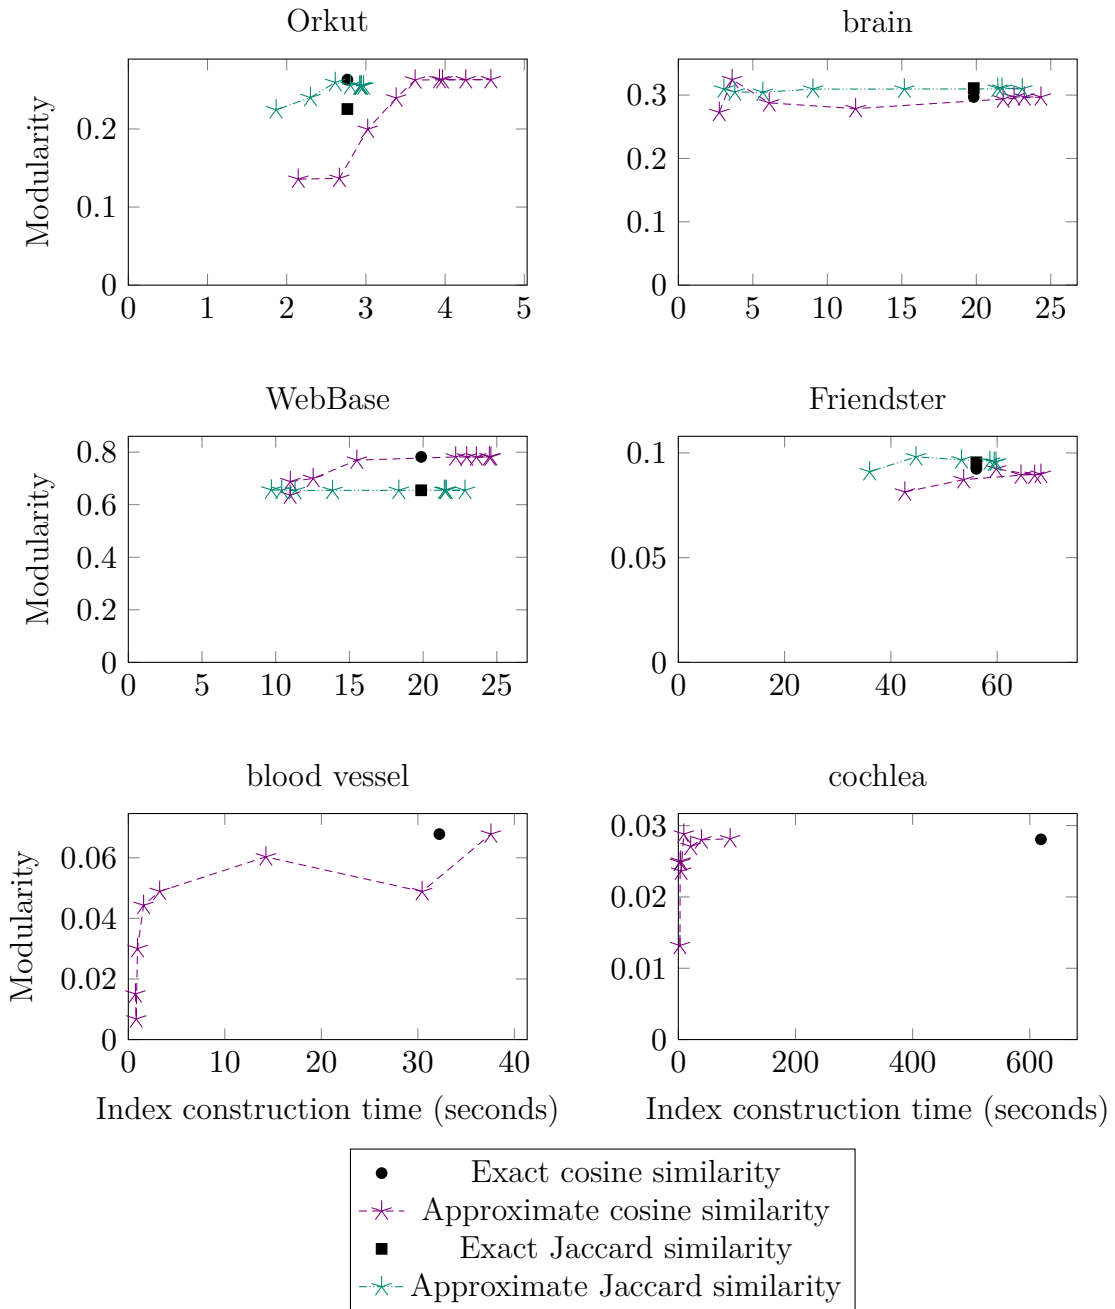 Orkut
brain
Modularity
0.2
0.1
0
0 1 2 3 4 5
0.3
0.2
0.1
0
0 5 10 15 20 25
WebBase
Friendster
Modularity
0.8
0.6
0.4
0.2
0
0 5 10 15 20 25
0.1
0.05
0
0 20 40 60
blood vessel
cochlea
Modularity
0.06
0.04
0.02
0
0 10 20 30 40
Index construction time (seconds)
0.03
0.02
0.01
0
0 200 400 600
Index construction time (seconds)
Exact cosine similarity
Approximate cosine similarity
Exact Jaccard similarity
Approximate Jaccard similarity